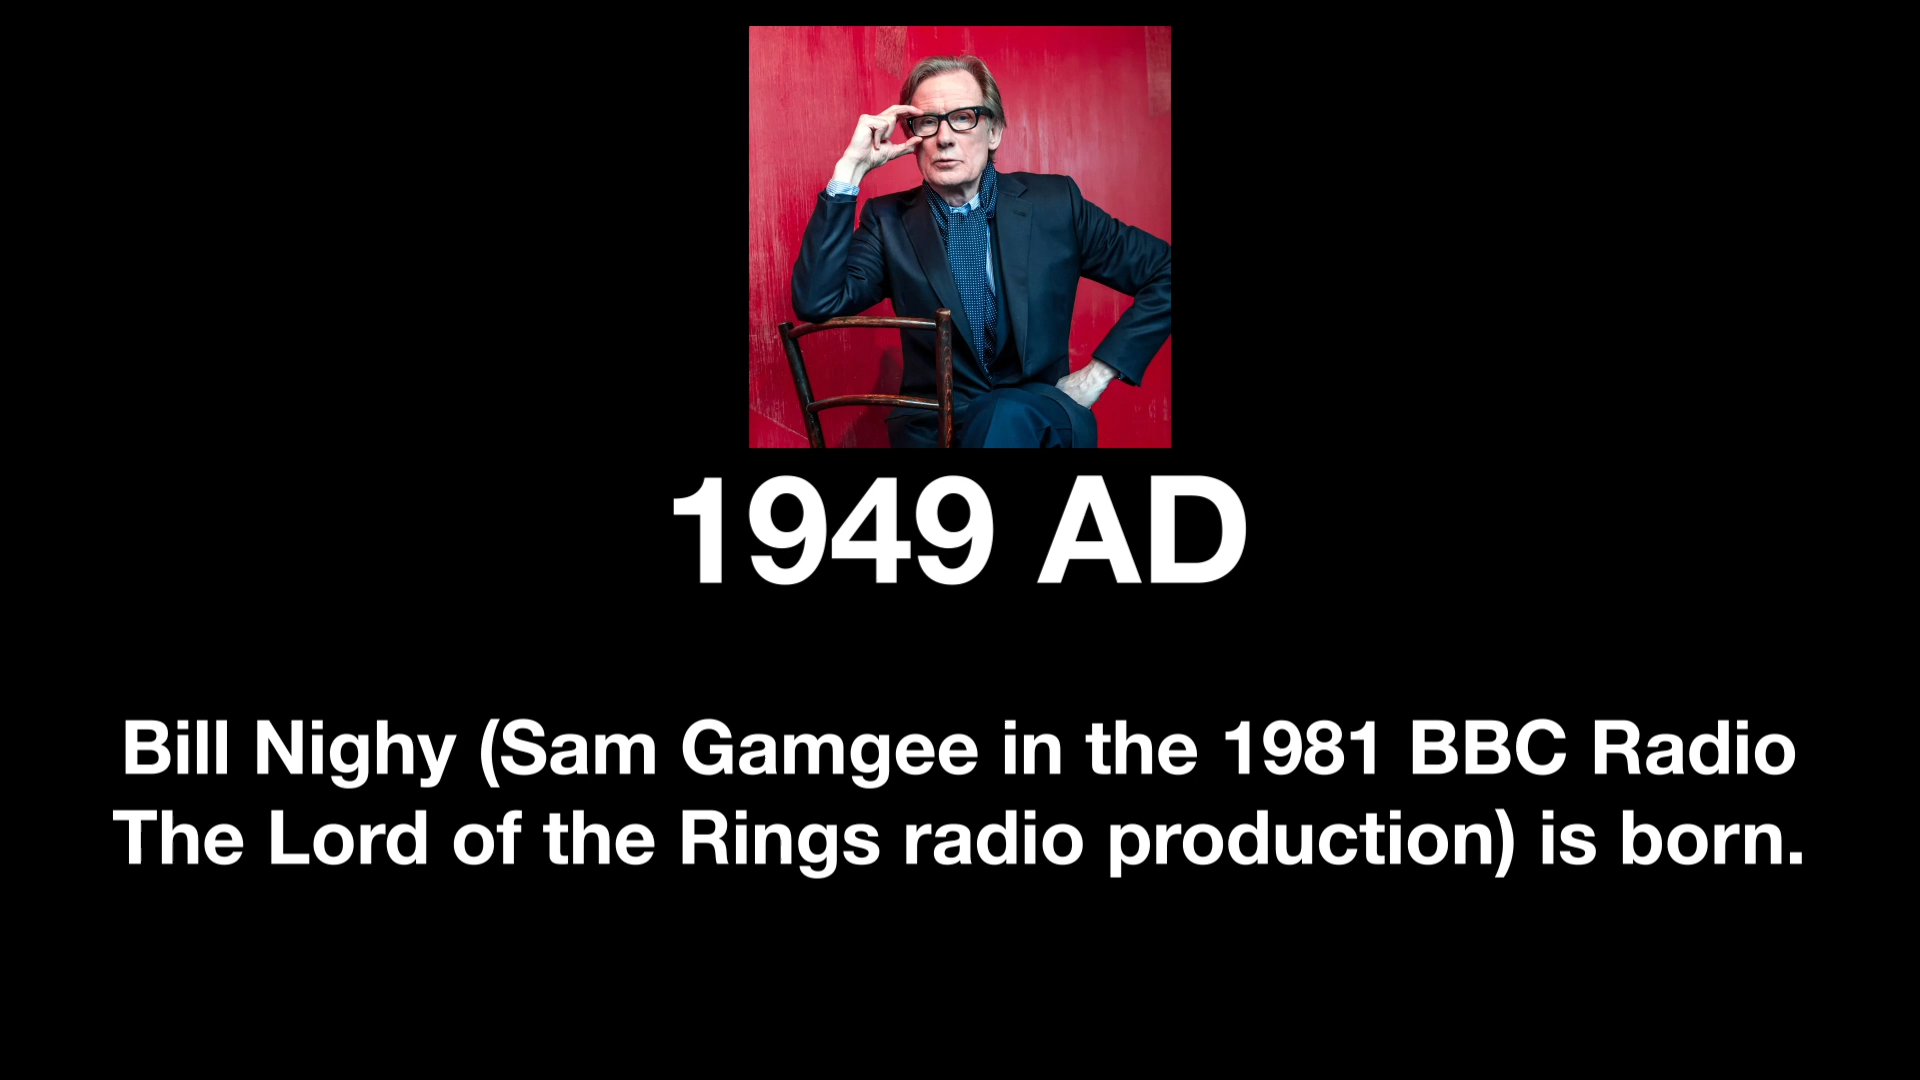 1949 AD
Bill Nighy (Sam Gamgee in the 1981 BBC Radio
The Lord of the Rings radio production) is born.